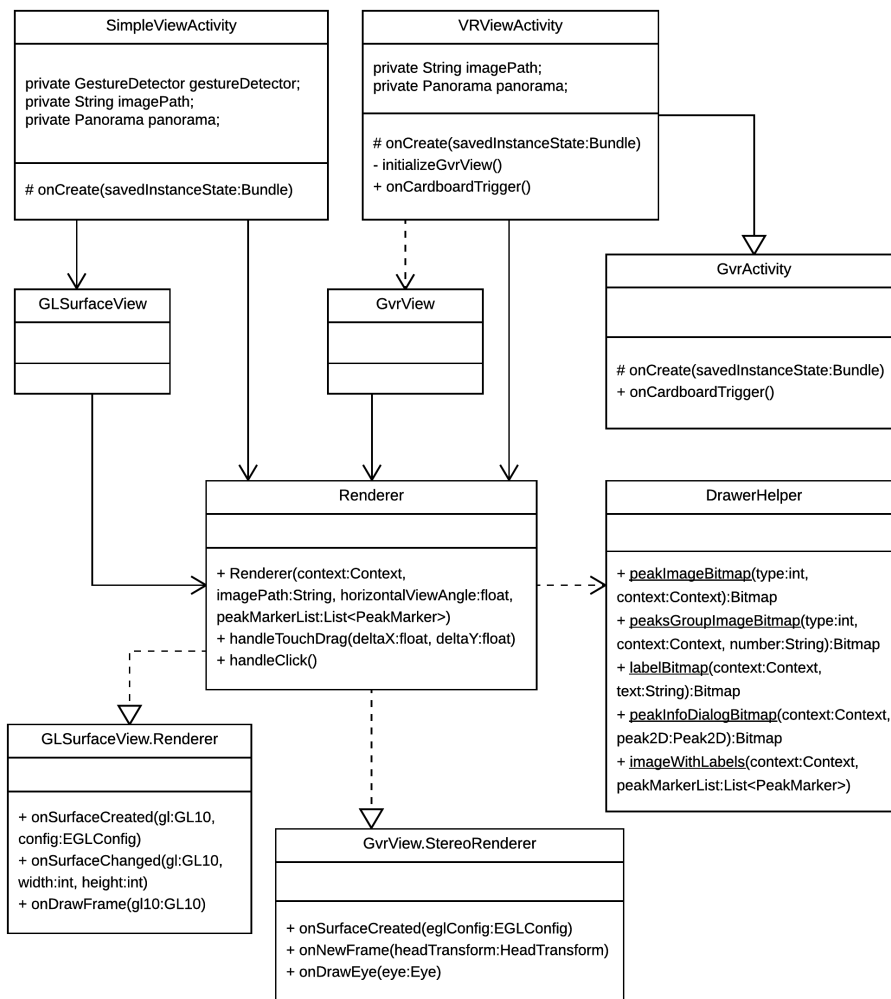 SimpleViewActivity
private GestureDetector gestureDetector;
private String imagePath;
private Panorama panorama;
# onCreate(savedInstanceState:Bundle)
VRViewActivity
private String imagePath;
private Panorama panorama;
# onCreate(savedInstanceState:Bundle)
- initializeGvrView()
+ onCardboardTrigger()
GvrActivity
# onCreate(savedInstanceState:Bundle)
+ onCardboardTrigger()
GLSurfaceView
GvrView
Renderer
+ Renderer(context:Context,
imagePath:String, horizontalViewAngle:float,
peakMarkerList:List<PeakMarker>)
+ handleTouchDrag(deltaX:float, deltaY:float)
+ handleClick()
DrawerHelper
+ peakImageBitmap(type:int,
context:Context):Bitmap
+ peaksGroupImageBitmap(type:int,
context:Context, number:String):Bitmap
+ labelBitmap(context:Context,
text:String):Bitmap
+ peakInfoDialogBitmap(context:Context,
peak2D:Peak2D):Bitmap
+ imageWithLabels(context:Context,
peakMarkerList:List<PeakMarker>)
GLSurfaceView.Renderer
+ onSurfaceCreated(gl:GL10,
config:EGLConfig)
+ onSurfaceChanged(gl:GL10,
width:int, height:int)
+ onDrawFrame(gl10:GL10)
GvrView.StereoRenderer
+ onSurfaceCreated(eglConfig:EGLConfig)
+ onNewFrame(headTransform:HeadTransform)
+ onDrawEye(eye:Eye)